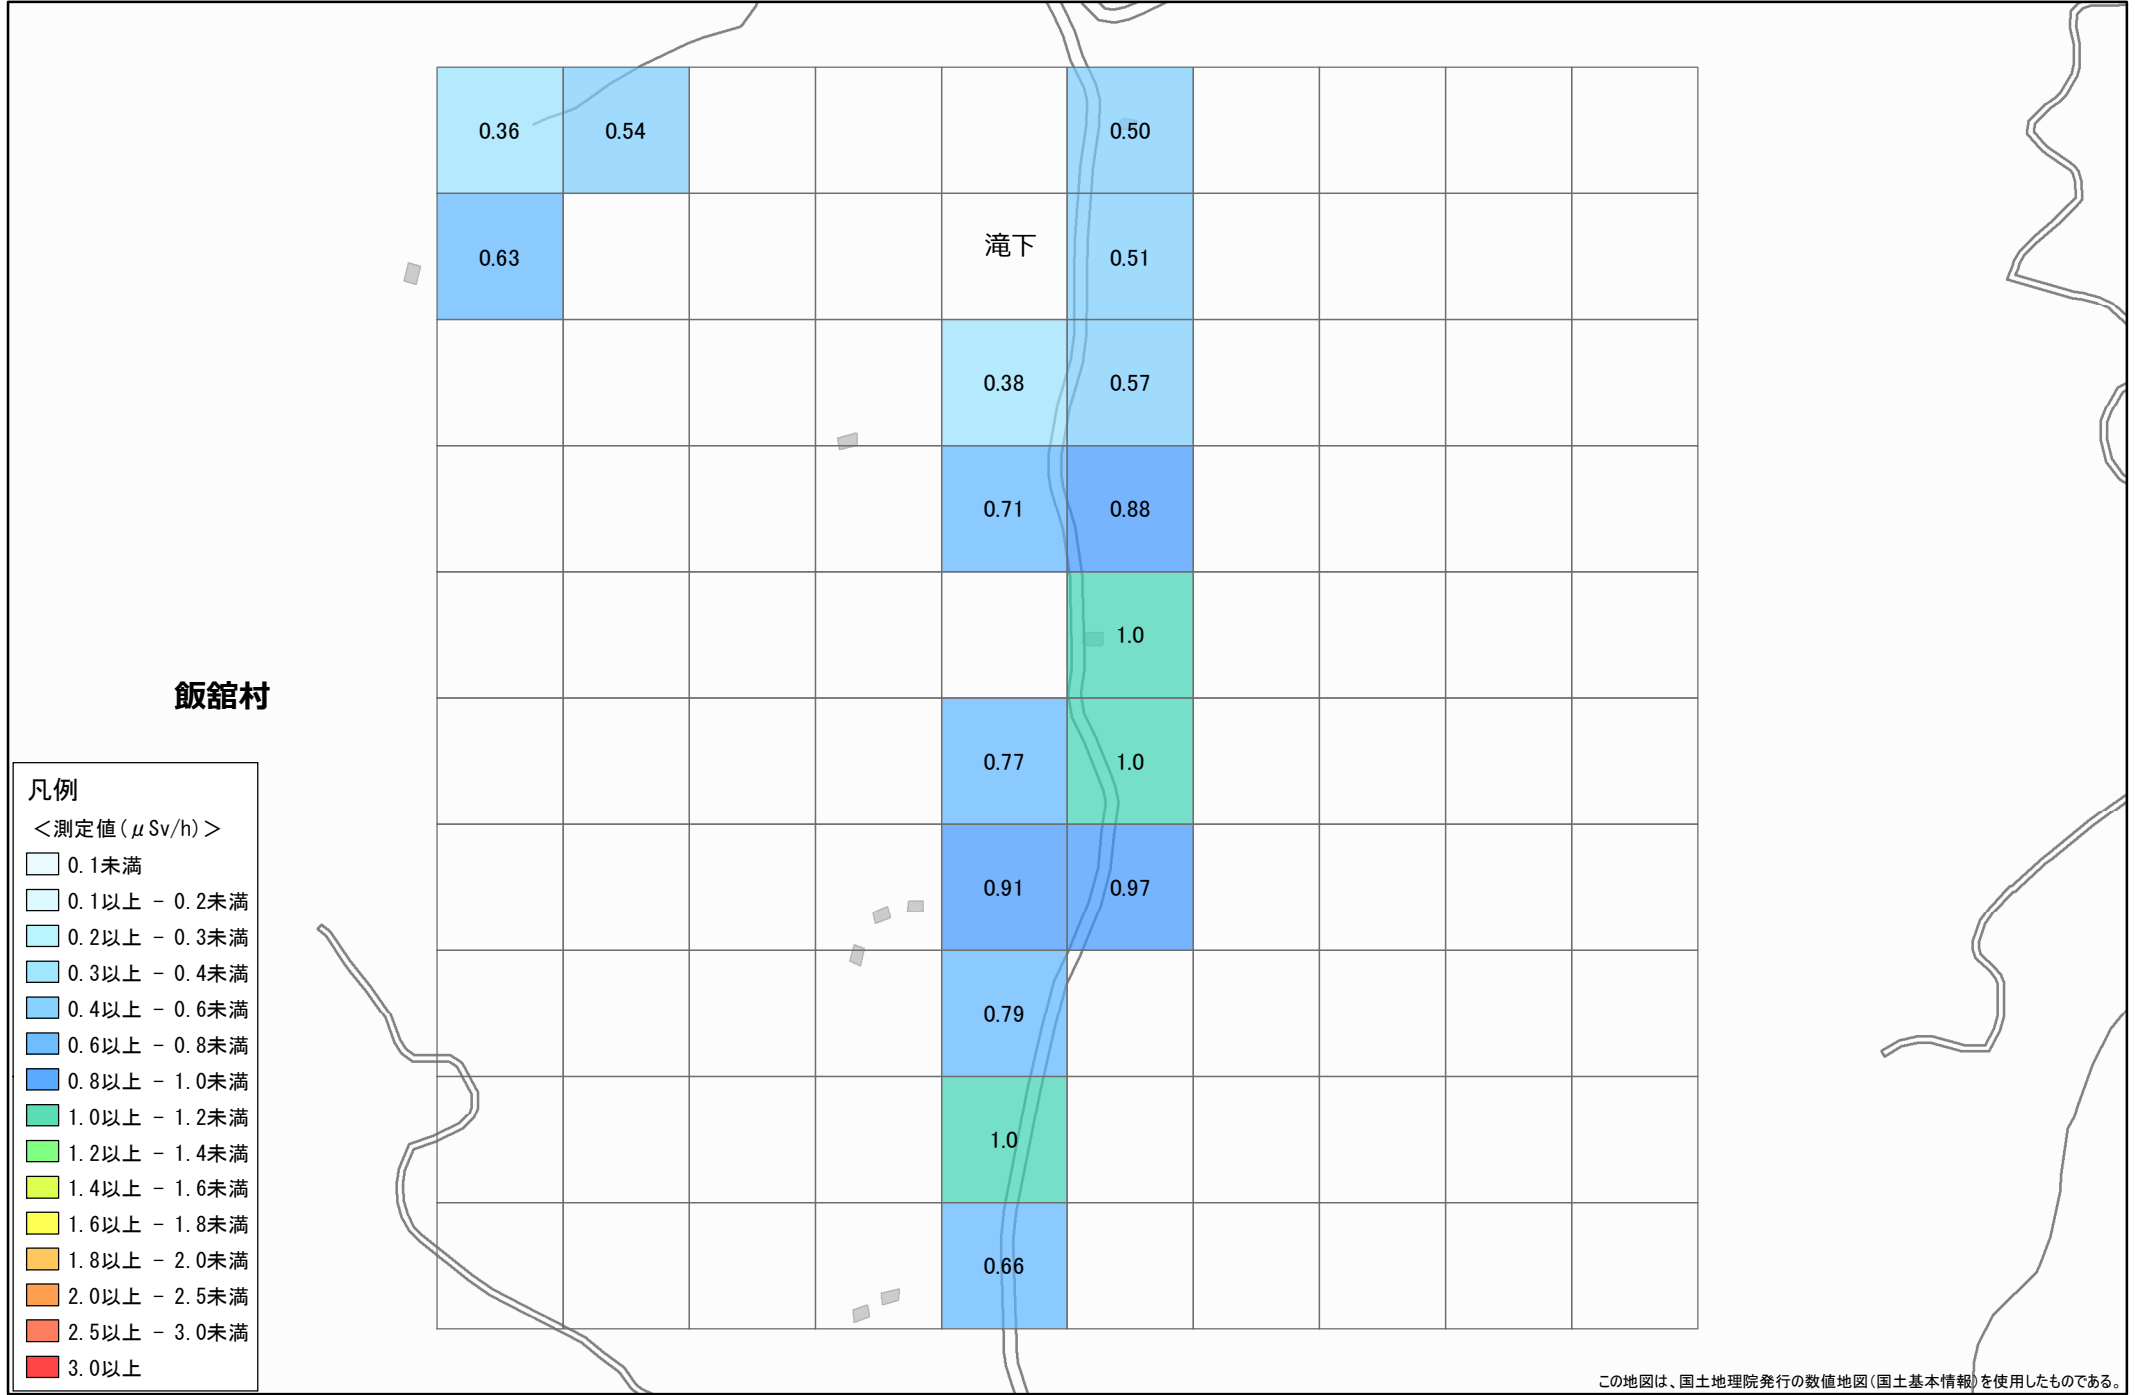 0.36 0.54 0.50
0.63 滝下 0.51
0.38 0.57
0.71 0.88
1.0
飯舘村
0.77 1.0
0.91 0.97
0.79
1.0
0.66
凡例
＜測定値(μSv/h)＞
0.1未満
0.1以上 - 0.2未満
0.2以上 - 0.3未満
0.3以上 - 0.4未満
0.4以上 - 0.6未満
0.6以上 - 0.8未満
0.8以上 - 1.0未満
1.0以上 - 1.2未満
1.2以上 - 1.4未満
1.4以上 - 1.6未満
1.6以上 - 1.8未満
1.8以上 - 2.0未満
2.0以上 - 2.5未満
2.5以上 - 3.0未満
3.0以上
この地図は、国土地理院発行の数値地図(国土基本情報)を使用したものである。